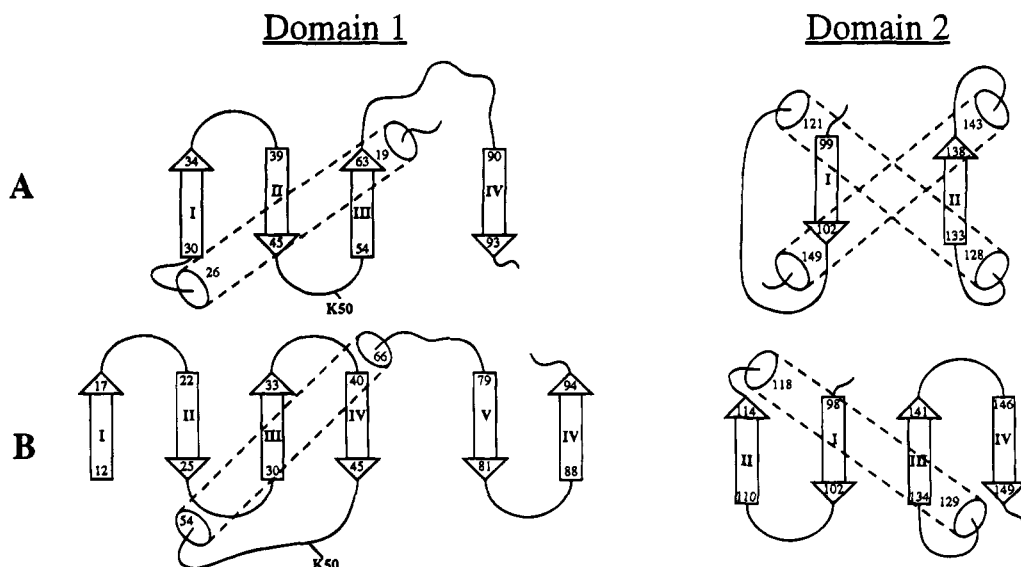 Domain 1 Domain 2
A
34 39 63 19 90
I II III IV
30 45 54 93
26
K50
121 99 143 138
I II
102 133
149 128
B
17 22 33 40 66 79 94
I II III IV V IV
12 25 30 45 81 88
54
K50
118 114 98 141 146
II I III IV
110 102 134 129 149